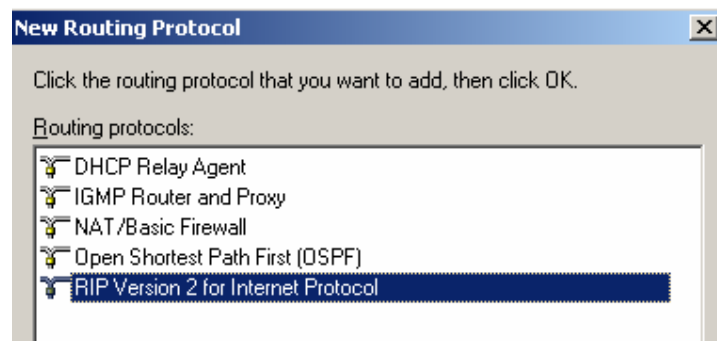 New Routing Protocol
Click the routing protocol that you want to add, then click OK.
Routing protocols:
DHCP Relay Agent
IGMP Router and Proxy
NAT/Basic Firewall
Open Shortest Path First (OSPF)
RIP Version 2 for Internet Protocol